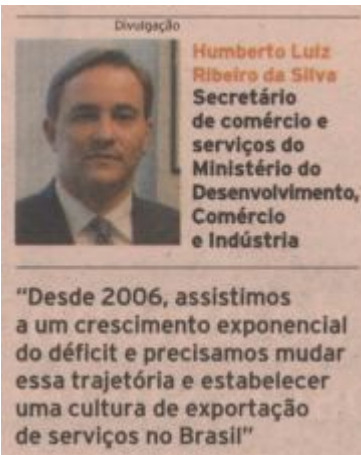 Divulgação
Humberto Luiz
Ribeiro da Silva
Secretário
de comércio e
serviços do
Ministério do
Desenvolvimento,
Comércio
e Indústria
"Desde 2006, assistimos
a um crescimento exponencial
do déficit e precisamos mudar
essa trajetória e estabelecer
uma cultura de exportação
de serviços no Brasil"